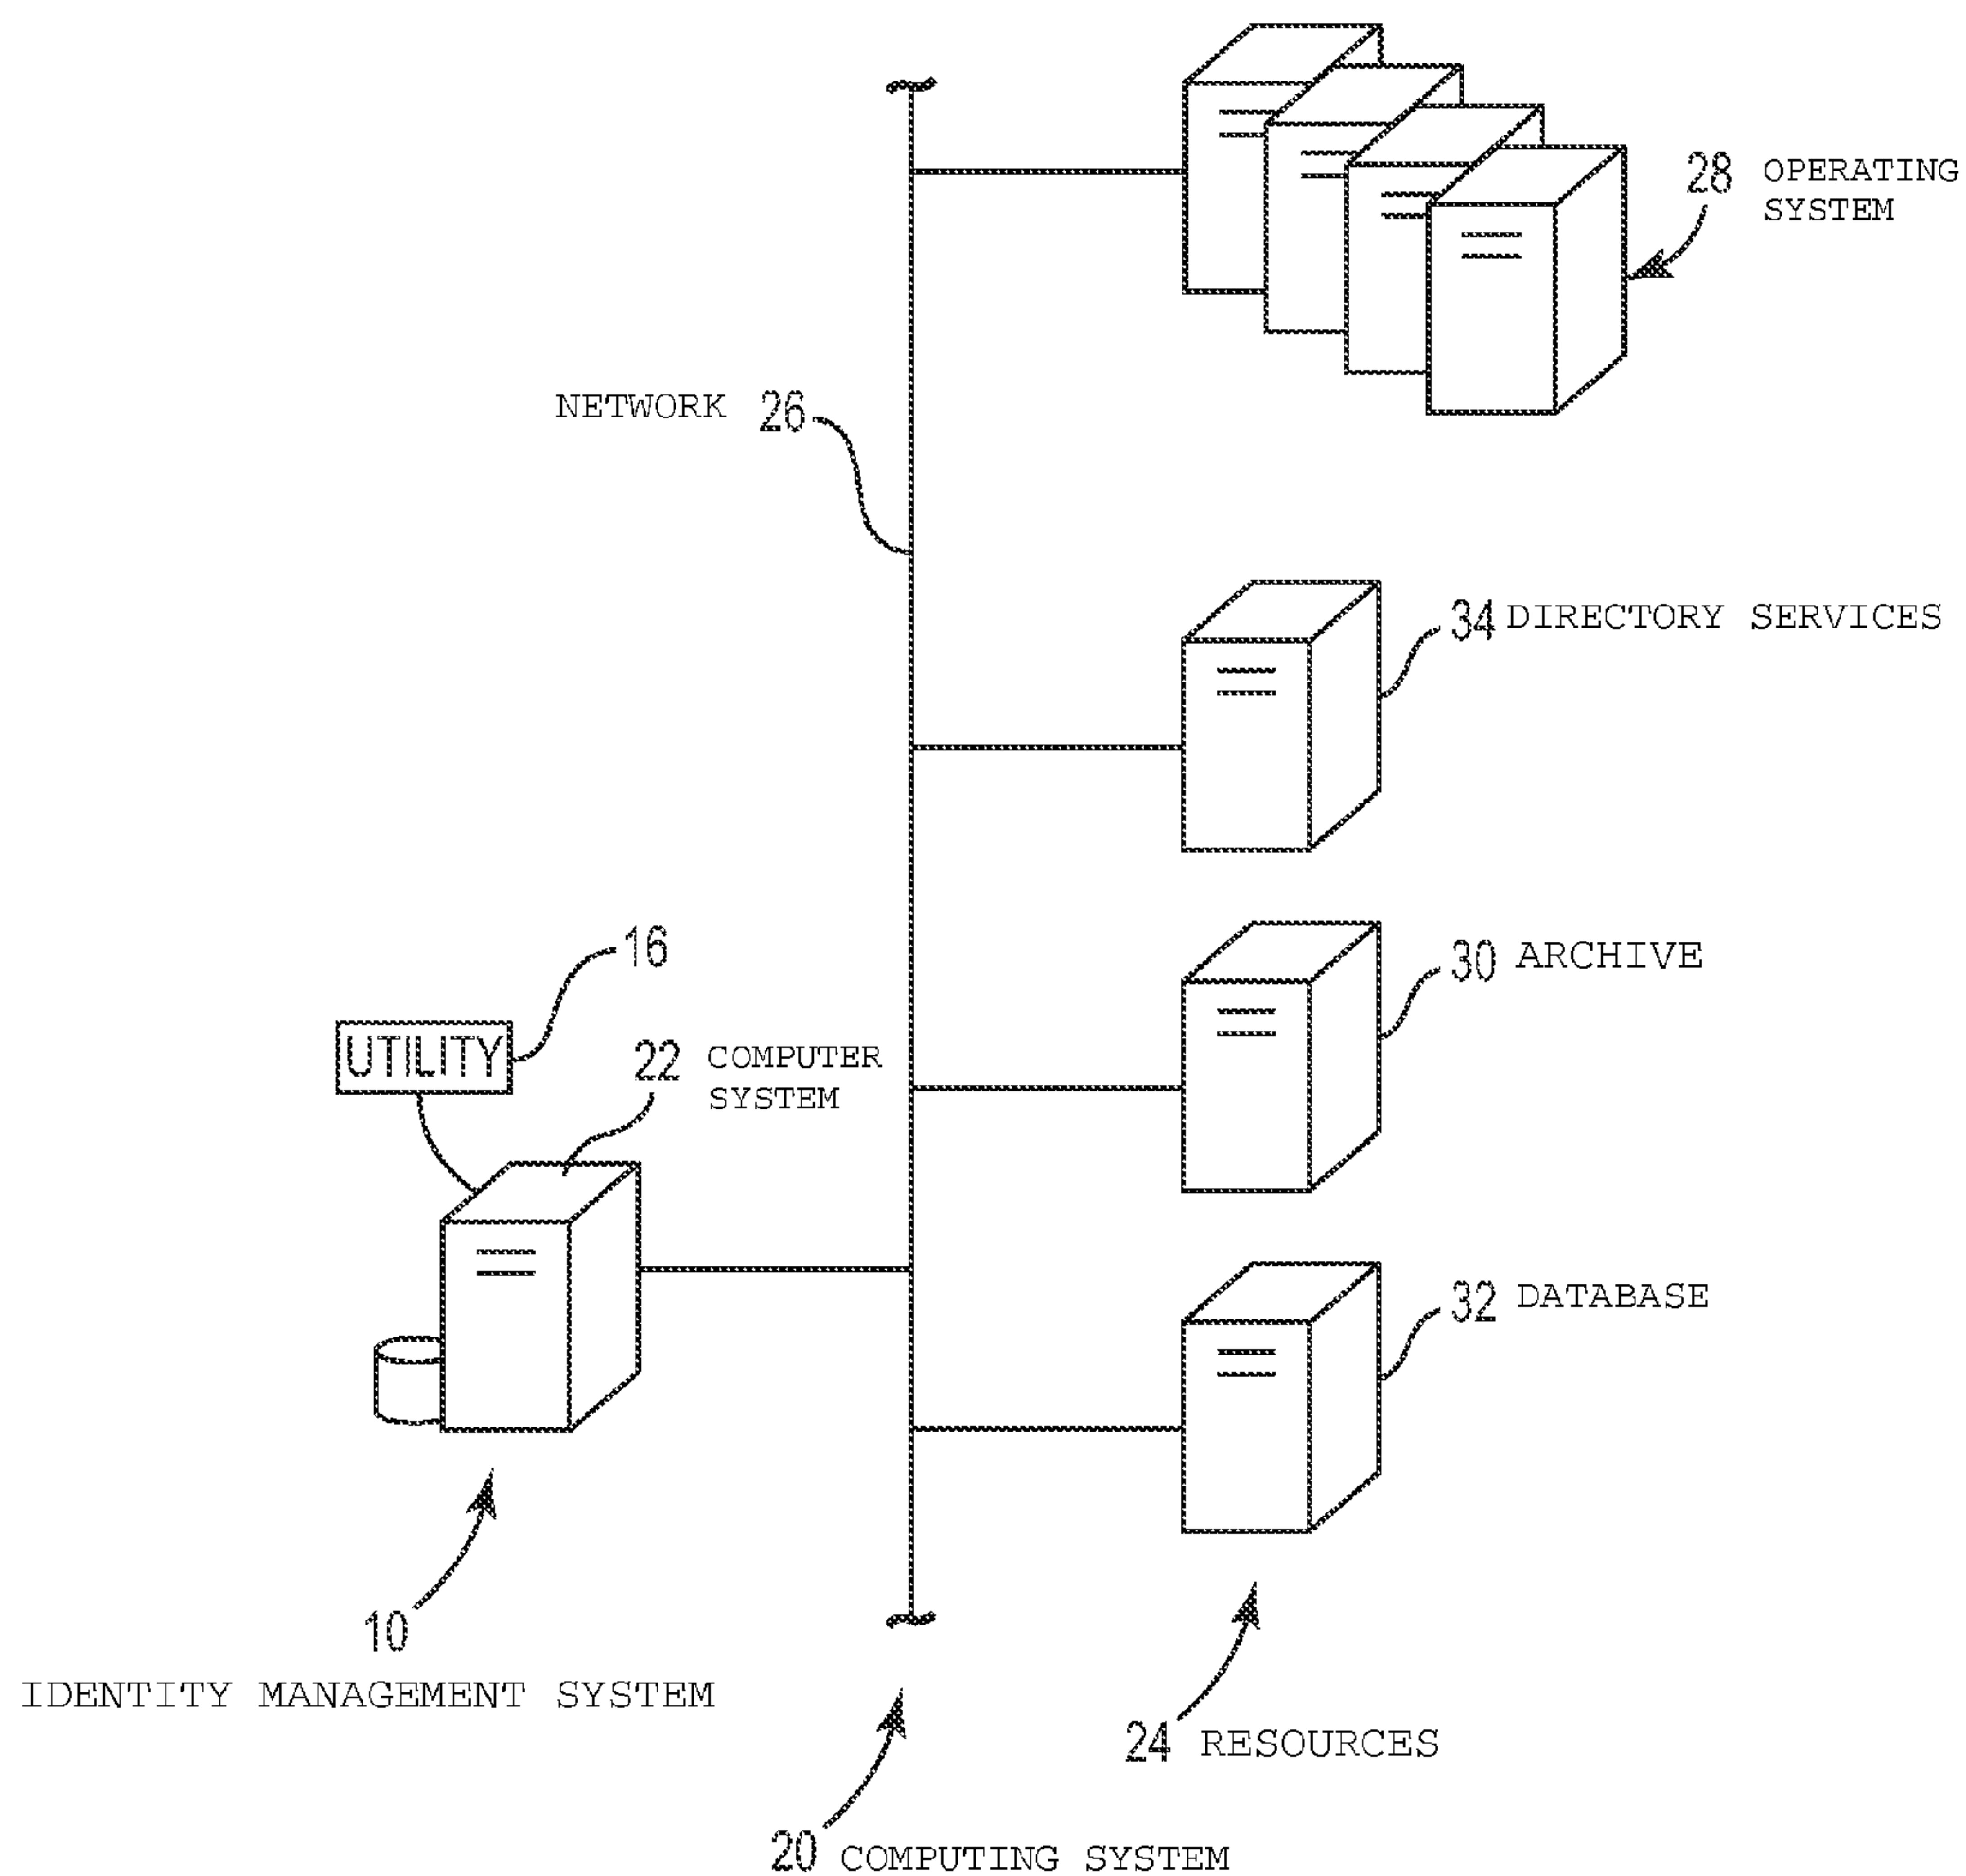 28 OPERATING
SYSTEM
NETWORK 26
34 DIRECTORY SERVICES
16
30 ARCHIVE
UTILITY
22 COMPUTER
SYSTEM
32 DATABASE
10
IDENTITY MANAGEMENT SYSTEM
24 RESOURCES
20 COMPUTING SYSTEM